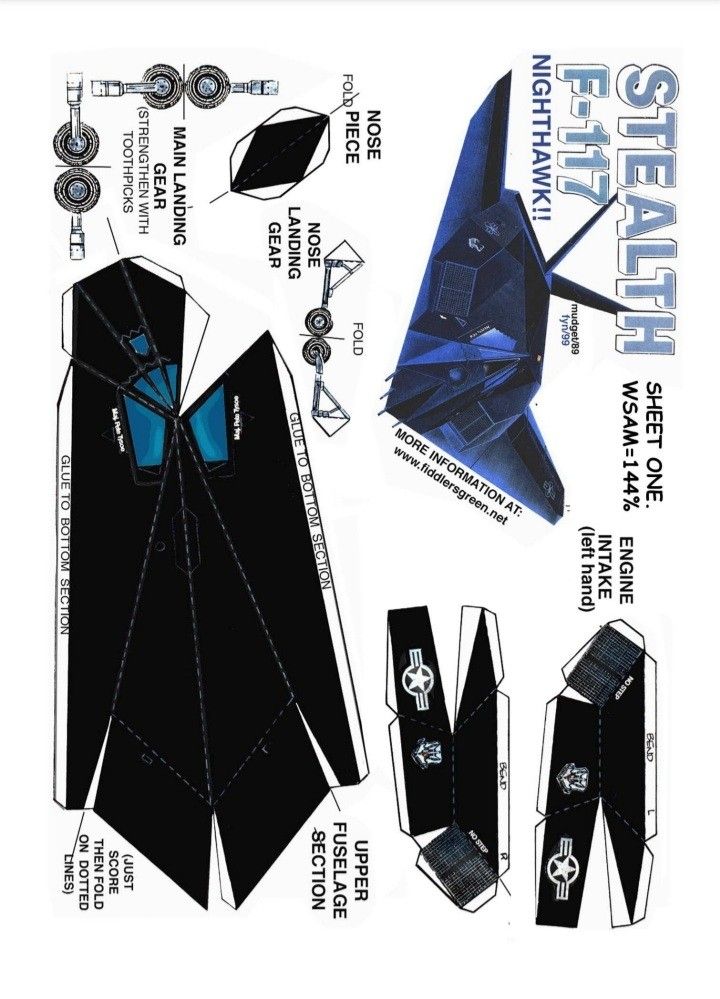 STEALTH
F-117
NIGHTHAWK!!
mudget/89
fyn/99
SHEET ONE.
WSAM=144%
MORE INFORMATION AT:
www.fiddlersgreen.net
NOSE
PIECE
FOLD
MAIN LANDING
GEAR
(STRENGTHEN WITH
TOOTHPICKS
NOSE
LANDING
GEAR
FOLD
GLUE TO BOTTOM SECTION
GLUE TO BOTTOM SECTION
ENGINE
INTAKE
(left hand)
NO STEP
BEND
L
BEND
R
NO STEP
UPPER
FUSELAGE
SECTION
(JUST
SCORE
THEN FOLD
ON DOTTED
LINES)